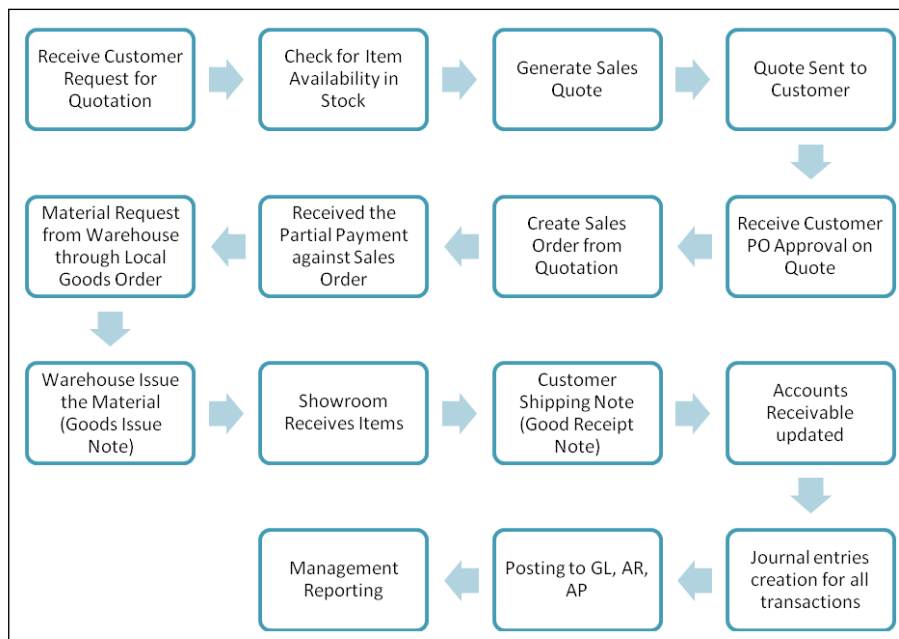 Receive Customer
Request for
Quotation
Check for Item
Availability in
Stock
Generate Sales
Quote
Quote Sent to
Customer
Receive Customer
PO Approval on
Quote
Create Sales
Order from
Quotation
Received the
Partial Payment
against Sales
Order
Material Request
from Warehouse
through Local
Goods Order
Warehouse Issue
the Material
(Goods Issue
Note)
Showroom
Receives Items
Customer
Shipping Note
(Good Receipt
Note)
Accounts
Receivable
updated
Journal entries
creation for all
transactions
Posting to GL, AR,
AP
Management
Reporting